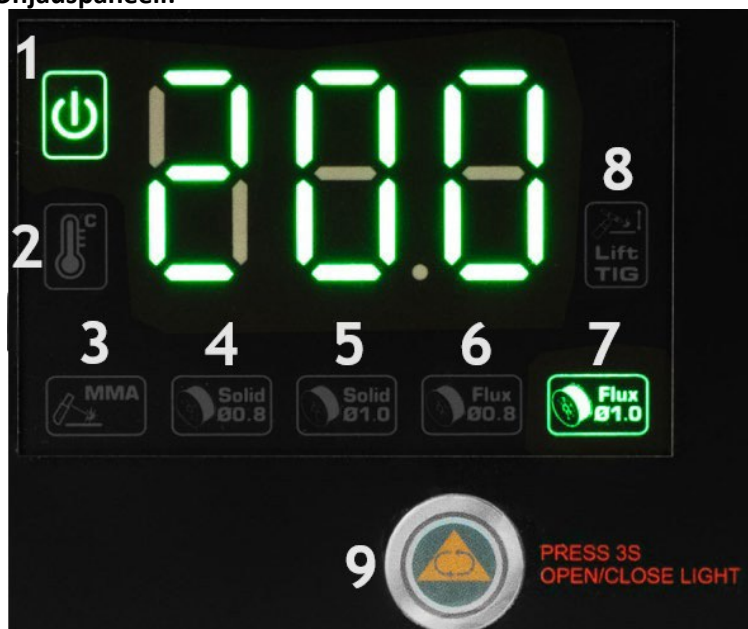 Ohjauspaneeli:
1
200
8
2
°C
Lift
TIG
3
4
5
6
7
MMA
Solid
Ø0.8
Solid
Ø1.0
Flux
Ø0.8
Flux
Ø1.0
9
PRESS 3S
OPEN/CLOSE LIGHT